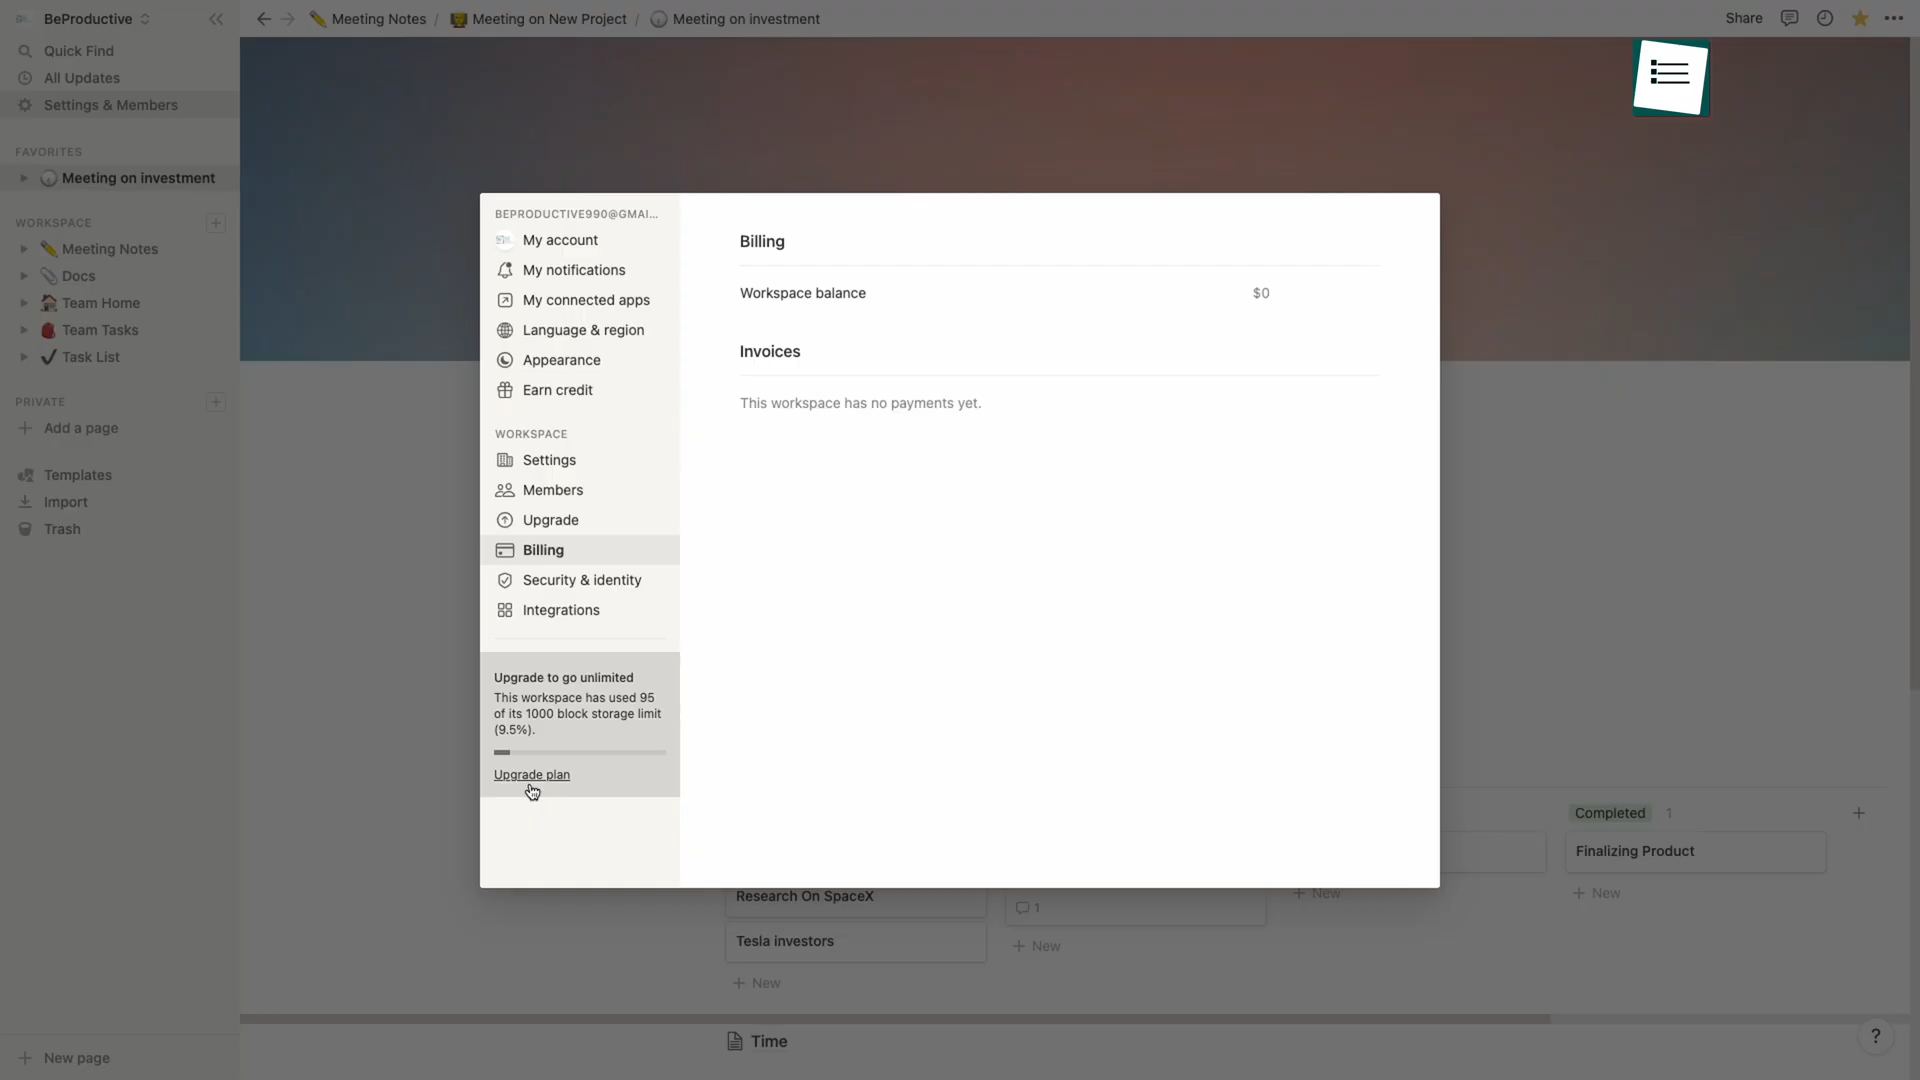 BeProductive
Meeting Notes / Meeting on New Project / Meeting on investment
Share
Quick Find
All Updates
Settings & Members
FAVORITES
Meeting on investment
WORKSPACE
Meeting Notes
Docs
Team Home
Team Tasks
Task List
PRIVATE
Add a page
Templates
Import
Trash
New page
BEPRODUCTIVE990@GMAI...
My account
My notifications
My connected apps
Language & region
Appearance
Earn credit
WORKSPACE
Settings
Members
Upgrade
Billing
Security & identity
Integrations
Upgrade to go unlimited
This workspace has used 95
of its 1000 block storage limit
(9.5%).
Upgrade plan
Billing
Workspace balance $0
Invoices
This workspace has no payments yet.
Research On SpaceX
Tesla investors
+ New
1
+ New
+ New
Completed 1
Finalizing Product
+ New
Time
?